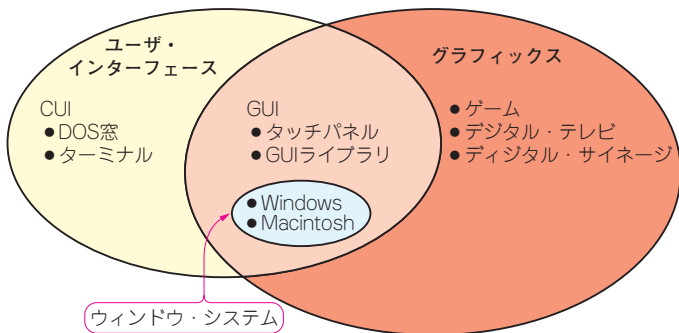 ユーザ・
インターフェース
グラフィックス
CUI
●DOS窓
●ターミナル
GUI
●タッチパネル
●GUIライブラリ
●ゲーム
●デジタル・テレビ
●ディジタル・サイネージ
●Windows
●Macintosh
ウィンドウ・システム